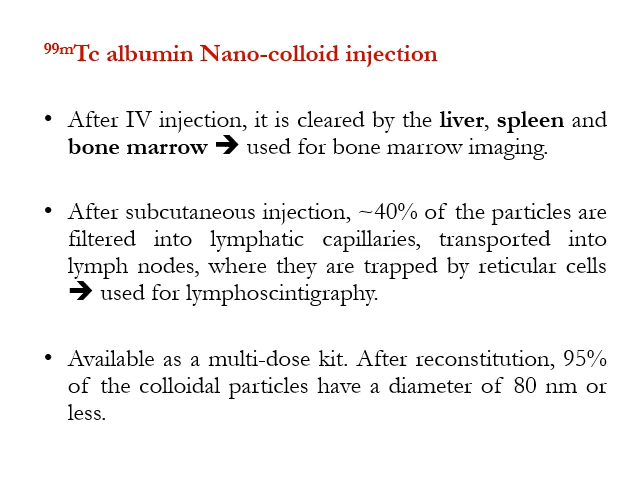 ⁹⁹ᵐTc albumin Nano-colloid injection
• After IV injection, it is cleared by the liver, spleen and
bone marrow ➔ used for bone marrow imaging.
• After subcutaneous injection, ~40% of the particles are
filtered into lymphatic capillaries, transported into
lymph nodes, where they are trapped by reticular cells
➔ used for lymphoscintigraphy.
• Available as a multi-dose kit. After reconstitution, 95%
of the colloidal particles have a diameter of 80 nm or
less.